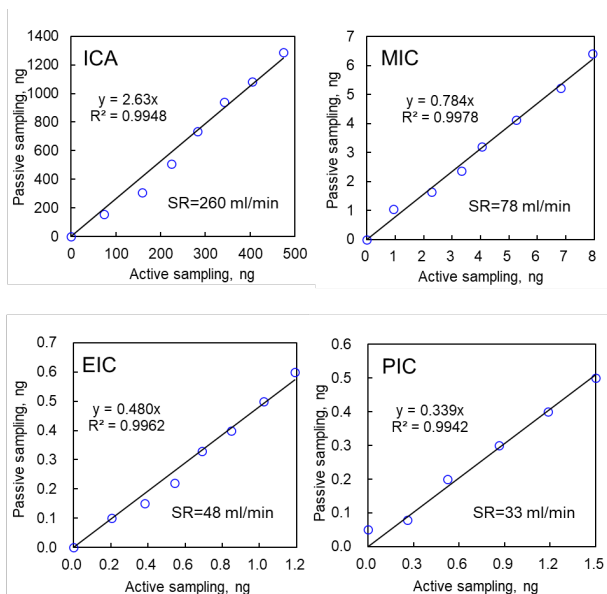 ICA
y = 2.63x
R² = 0.9948
SR=260 ml/min
Passive sampling, ng
1400
1200
1000
800
600
400
200
0
0 100 200 300 400 500
Active sampling, ng
MIC
y = 0.784x
R² = 0.9978
SR=78 ml/min
Passive sampling, ng
7
6
5
4
3
2
1
0
0 1 2 3 4 5 6 7 8
Active sampling, ng
EIC
y = 0.480x
R² = 0.9962
SR=48 ml/min
Passive sampling, ng
0.7
0.6
0.5
0.4
0.3
0.2
0.1
0.0
0.0 0.2 0.4 0.6 0.8 1.0 1.2
Active sampling, ng
PIC
y = 0.339x
R² = 0.9942
SR=33 ml/min
Passive sampling, ng
0.6
0.5
0.4
0.3
0.2
0.1
0.0
0.0 0.3 0.6 0.9 1.2 1.5
Active sampling, ng